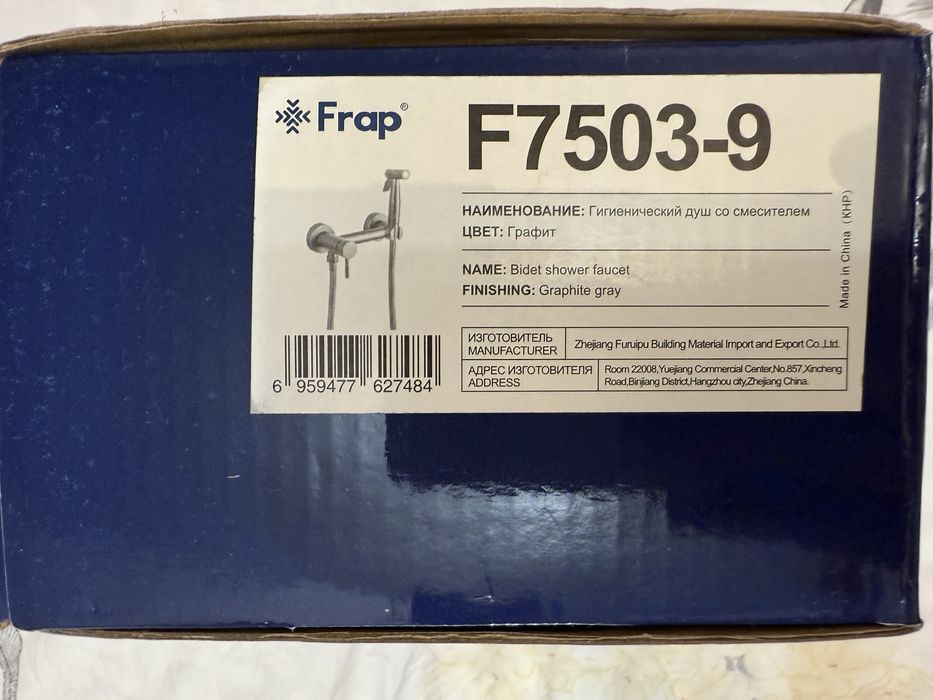 Frap®
F7503-9
НАИМЕНОВАНИЕ: Гигиенический душ со смесителем
ЦВЕТ: Графит
NAME: Bidet shower faucet
FINISHING: Graphite gray
Made in China (КНР)
ИЗГОТОВИТЕЛЬ
MANUFACTURER
Zhejiang Furuipu Building Material Import and Export Co.,Ltd.
АДРЕС ИЗГОТОВИТЕЛЯ
ADDRESS
Room 22008,Yuejiang Commercial Center,No.857,Xincheng
Road,Binjiang District,Hangzhou city,Zhejiang China.
6 959477 627484